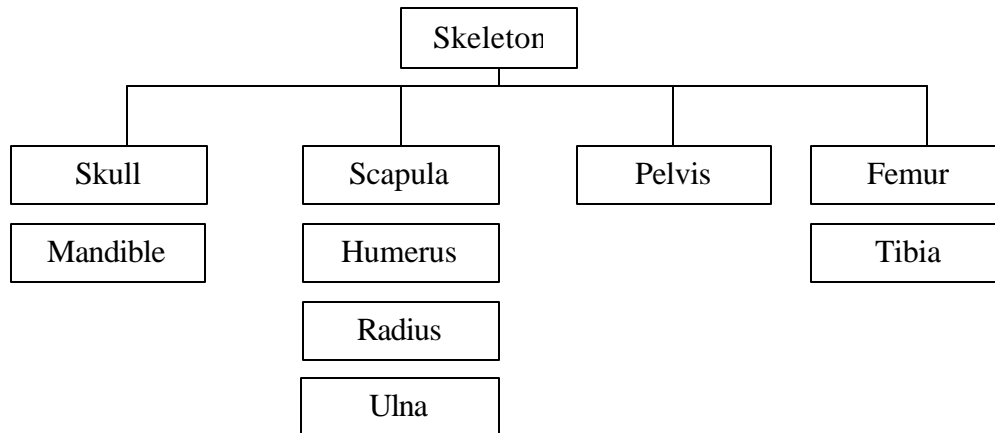 Skeleton
Skull
Scapula
Pelvis
Femur
Mandible
Humerus
Tibia
Radius
Ulna